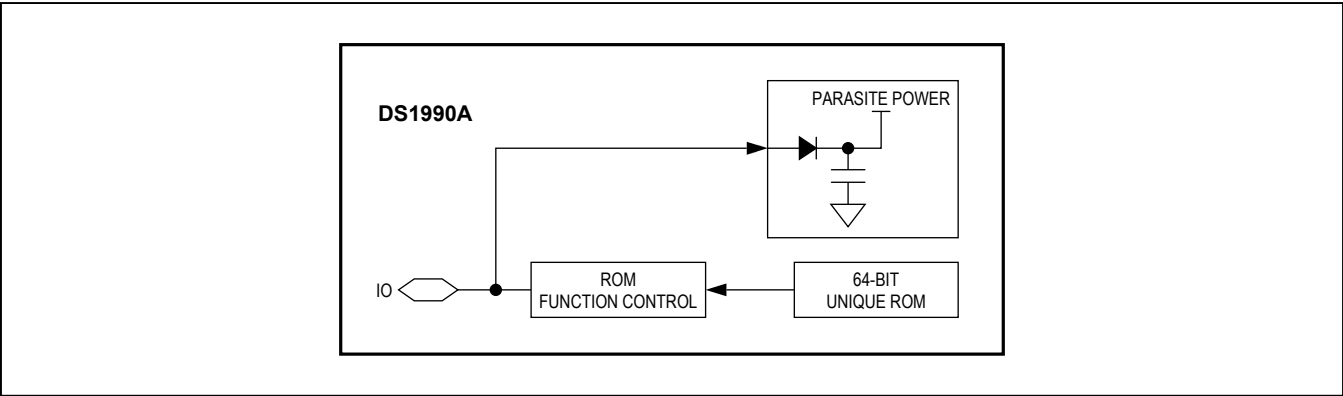 DS1990A
PARASITE POWER
IO
ROM
FUNCTION CONTROL
64-BIT
UNIQUE ROM